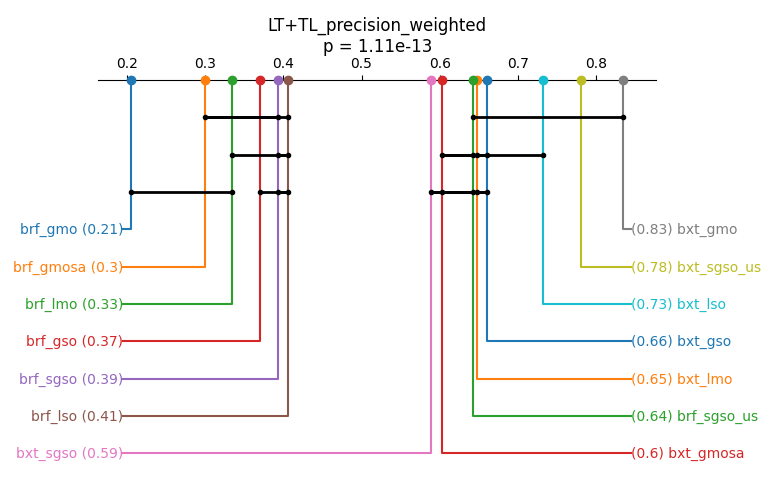 LT+TL_precision_weighted
p = 1.11e-13
0.2 0.3 0.4 0.5 0.6 0.7 0.8
brf_gmo (0.21) (0.83) bxt_gmo
brf_gmosa (0.3) (0.78) bxt_sgso_us
brf_lmo (0.33) (0.73) bxt_lso
brf_gso (0.37) (0.66) bxt_gso
brf_sgso (0.39) (0.65) bxt_lmo
brf_lso (0.41) (0.64) brf_sgso_us
bxt_sgso (0.59) (0.6) bxt_gmosa